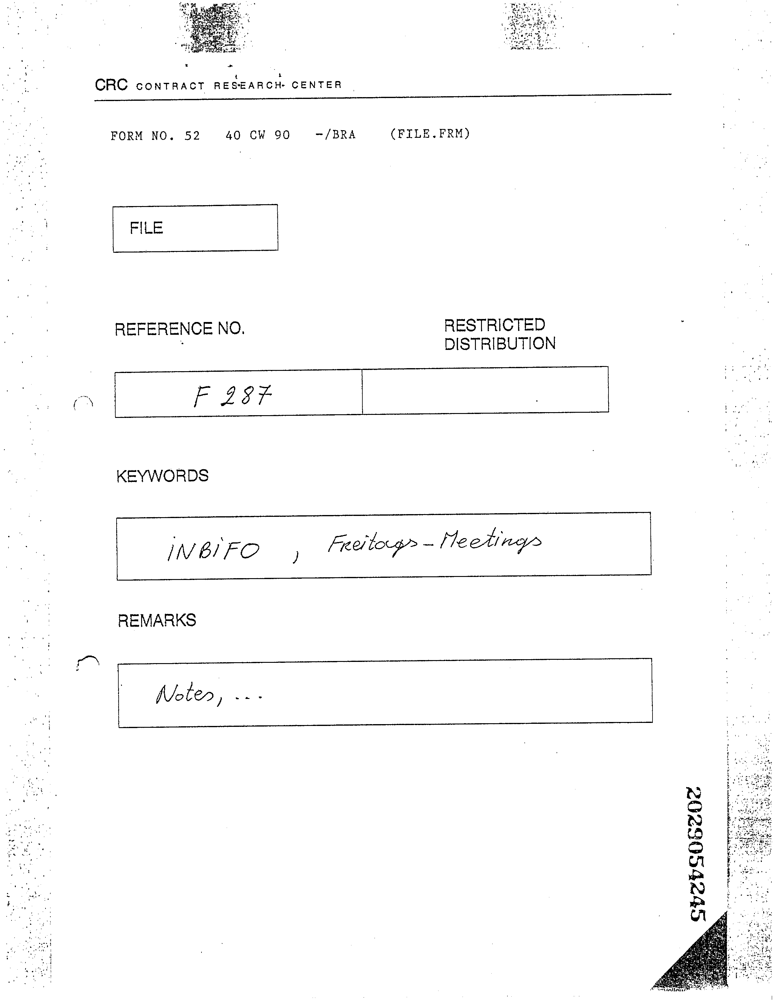 CRC CONTRACT RESEARCH CENTER
FORM NO. 52 40 CW 90 -/BRA (FILE.FRM)
FILE
REFERENCE NO.
RESTRICTED
DISTRIBUTION
F 287
KEYWORDS
INBIFO, Freitags-Meetings
REMARKS
Notes, ...
2029054245